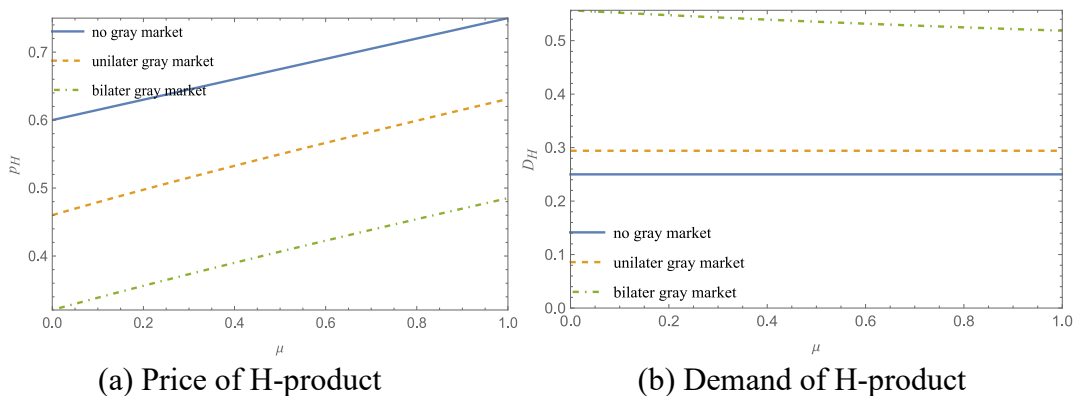 no gray market
unilater gray market
bilater gray market
0.7
0.6
0.5
0.4
pH
0.0
0.2
0.4
0.6
0.8
1.0
μ
(a) Price of H-product
0.5
0.4
0.3
0.2
0.1
0.0
DH
no gray market
unilater gray market
bilater gray market
0.0
0.2
0.4
0.6
0.8
1.0
μ
(b) Demand of H-product